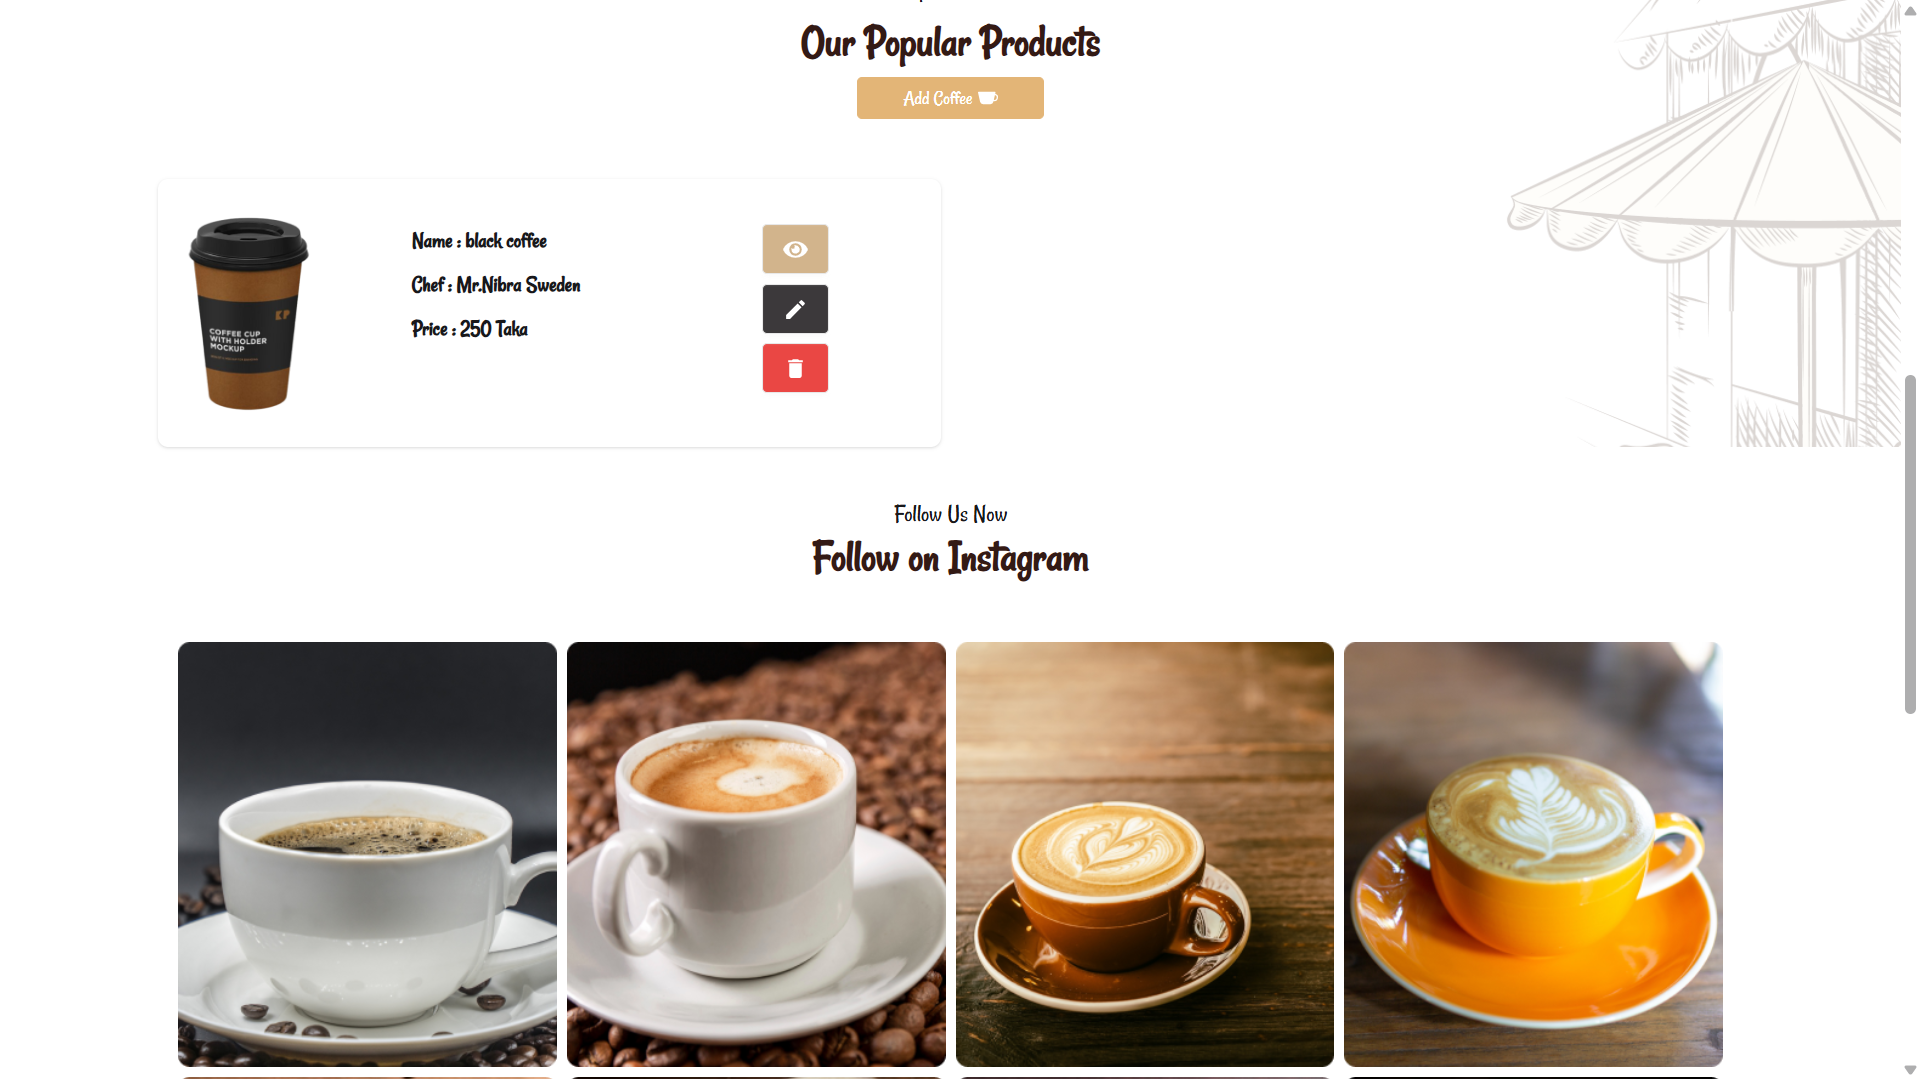 Our Popular Products
Add Coffee
Name : black coffee
Chef : Mr.Nibra Sweden
Price : 250 Taka
KP
COFFEE CUP
WITH HOLDER
MOCKUP
Follow Us Now
Follow on Instagram